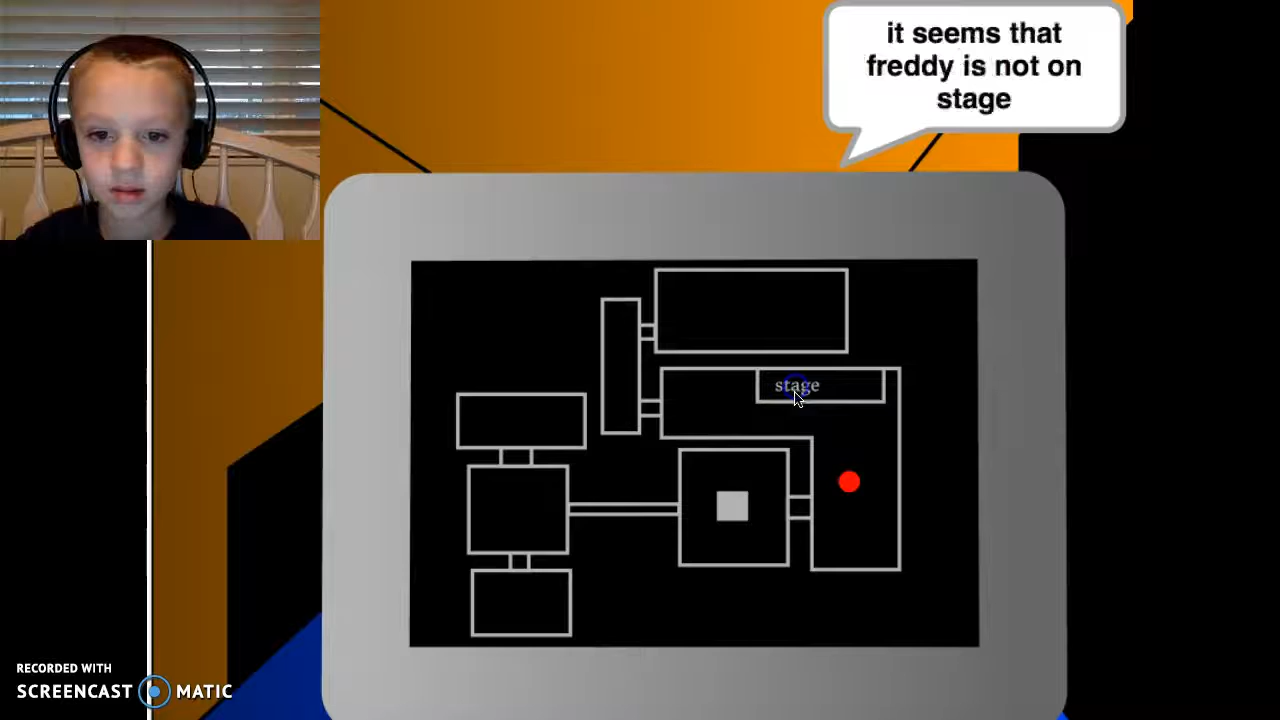 it seems that
freddy is not on
stage
stage
RECORDED WITH
SCREENCAST MATIC